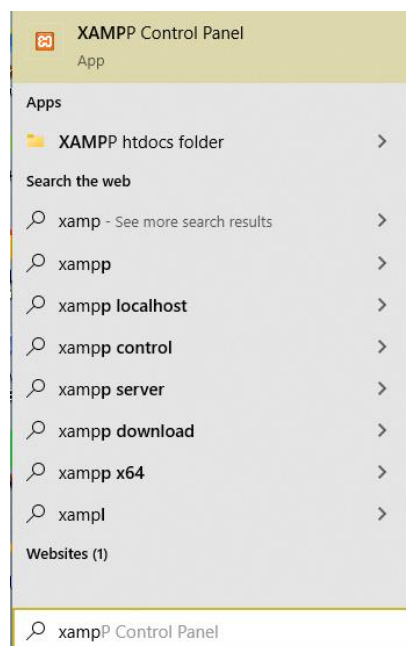 XAMPP Control Panel
App
Apps
XAMPP htdocs folder
Search the web
xamp - See more search results
xampp
xampp localhost
xampp control
xampp server
xampp download
xampp x64
xampl
Websites (1)
xampP Control Panel